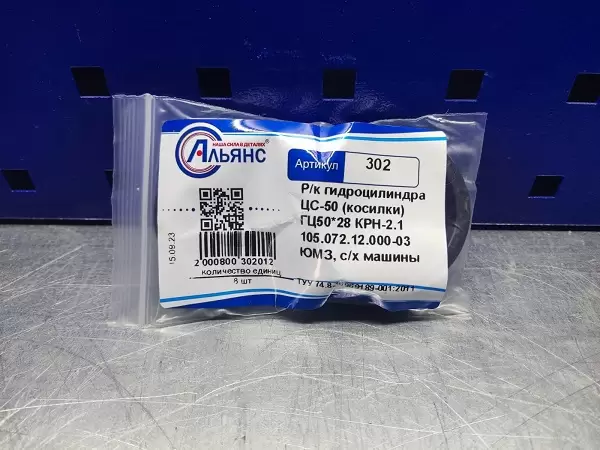 НАША СИЛА В ДЕТАЛЯХ
АЛЬЯНС®
Артикул 302
Р/к гидроцилиндра
ЦС-50 (косилки)
ГЦ50*28 КРН-2.1
105.072.12.000-03
ЮМЗ, с/х машины
15.09.23
2 000800 302012
количество единиц
8 шт